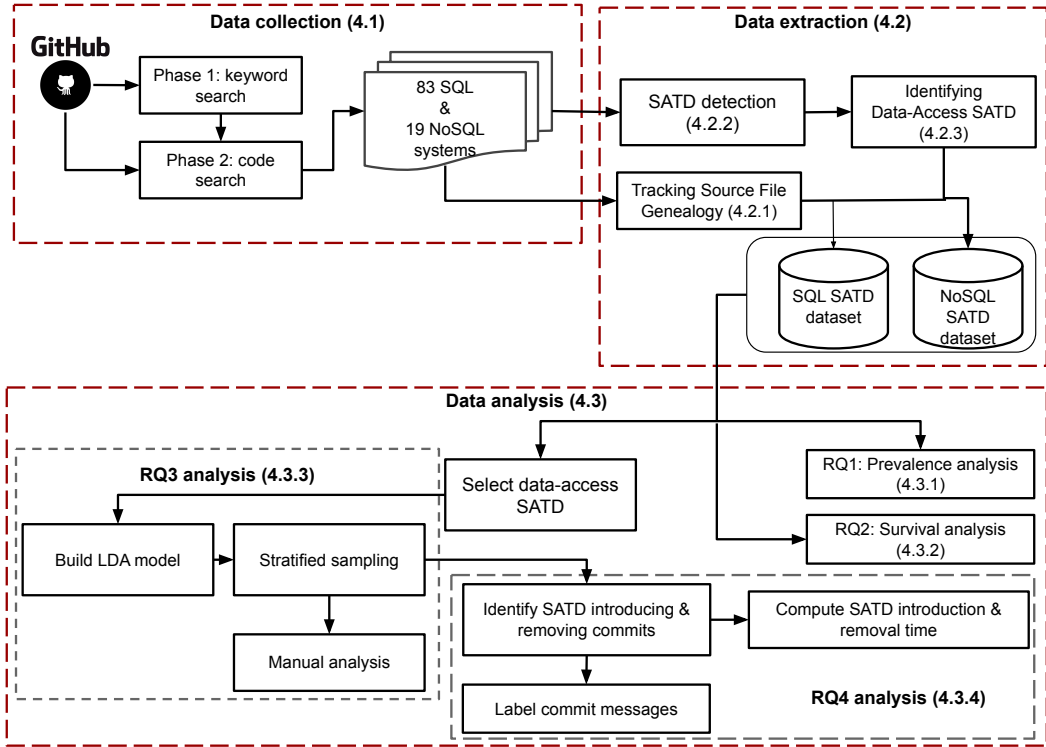 Data collection (4.1)
GitHub
Phase 1: keyword
search
Phase 2: code
search
83 SQL
&
19 NoSQL
systems
Data extraction (4.2)
SATD detection
(4.2.2)
Identifying
Data-Access SATD
(4.2.3)
Tracking Source File
Genealogy (4.2.1)
SQL SATD
dataset
NoSQL
SATD
dataset
Data analysis (4.3)
RQ3 analysis (4.3.3)
Select data-access
SATD
RQ1: Prevalence analysis
(4.3.1)
RQ2: Survival analysis
(4.3.2)
Build LDA model
Stratified sampling
Manual analysis
Identify SATD introducing &
removing commits
Compute SATD introduction &
removal time
Label commit messages
RQ4 analysis (4.3.4)